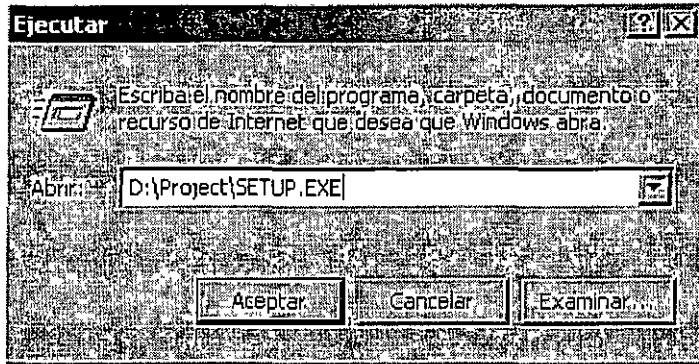 Ejecutar
Escriba el nombre del programa, carpeta, documento o
recurso de Internet que desea que Windows abra.
Abrir:
D:\Project\SETUP.EXE
Aceptar
Cancelar
Examinar...